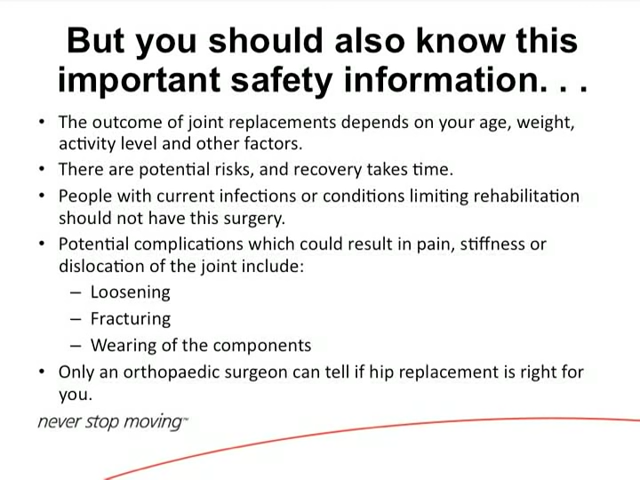 But you should also know this
important safety information. . .
• The outcome of joint replacements depends on your age, weight,
activity level and other factors.
• There are potential risks, and recovery takes time.
• People with current infections or conditions limiting rehabilitation
should not have this surgery.
• Potential complications which could result in pain, stiffness or
dislocation of the joint include:
– Loosening
– Fracturing
– Wearing of the components
• Only an orthopaedic surgeon can tell if hip replacement is right for
you.
never stop moving™